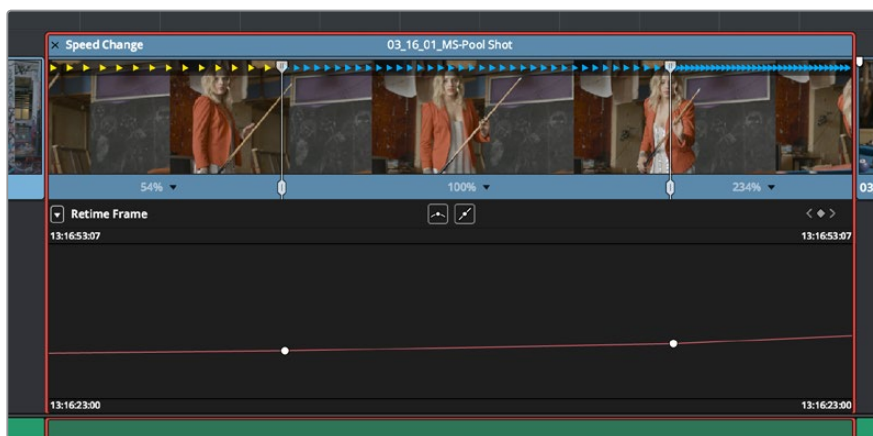 × Speed Change 03_16_01_MS-Pool Shot
54% 100% 234% 03
Retime Frame
13:16:53:07 13:16:53:07
13:16:23:00 13:16:23:00